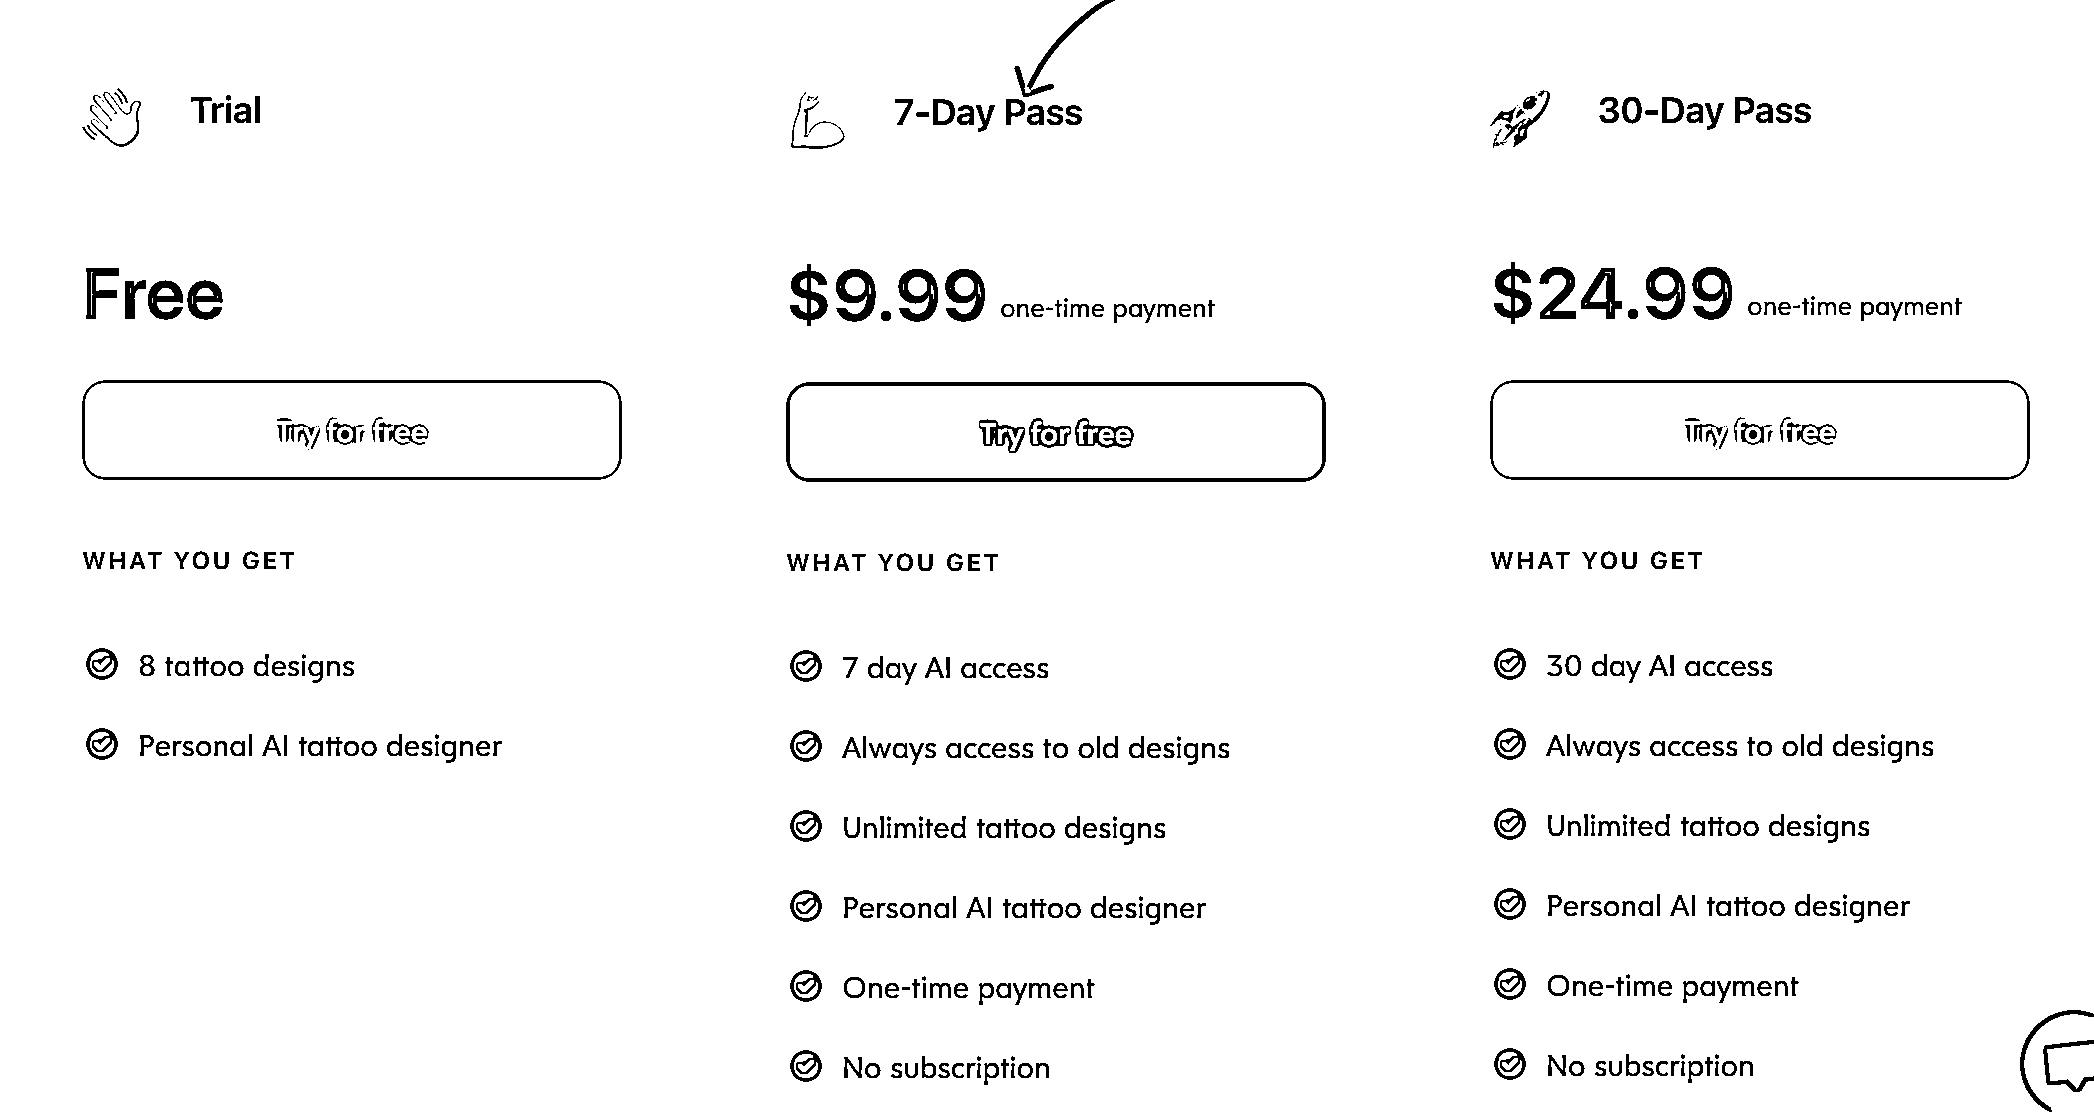 Trial
Free
Try for free
WHAT YOU GET
8 tattoo designs
Personal AI tattoo designer
7-Day Pass
$9.99 one-time payment
Try for free
WHAT YOU GET
7 day AI access
Always access to old designs
Unlimited tattoo designs
Personal AI tattoo designer
One-time payment
No subscription
30-Day Pass
$24.99 one-time payment
Try for free
WHAT YOU GET
30 day AI access
Always access to old designs
Unlimited tattoo designs
Personal AI tattoo designer
One-time payment
No subscription